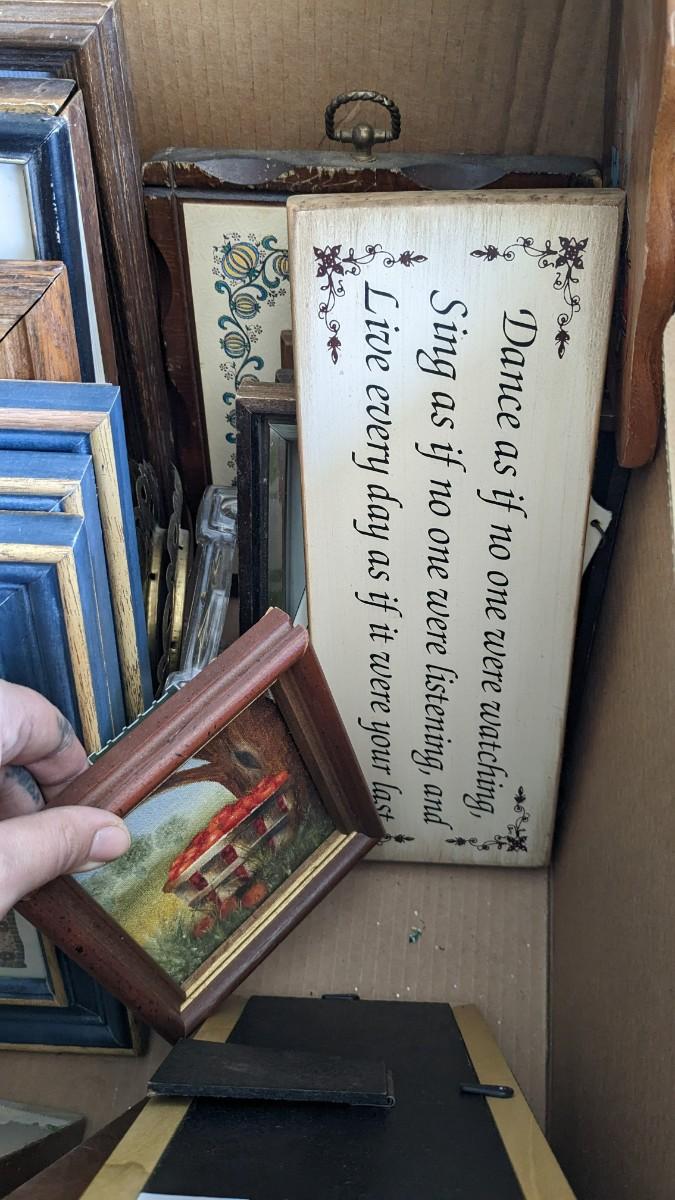 Dance as if no one were watching,
Sing as if no one were listening, and
Live every day as if it were your last